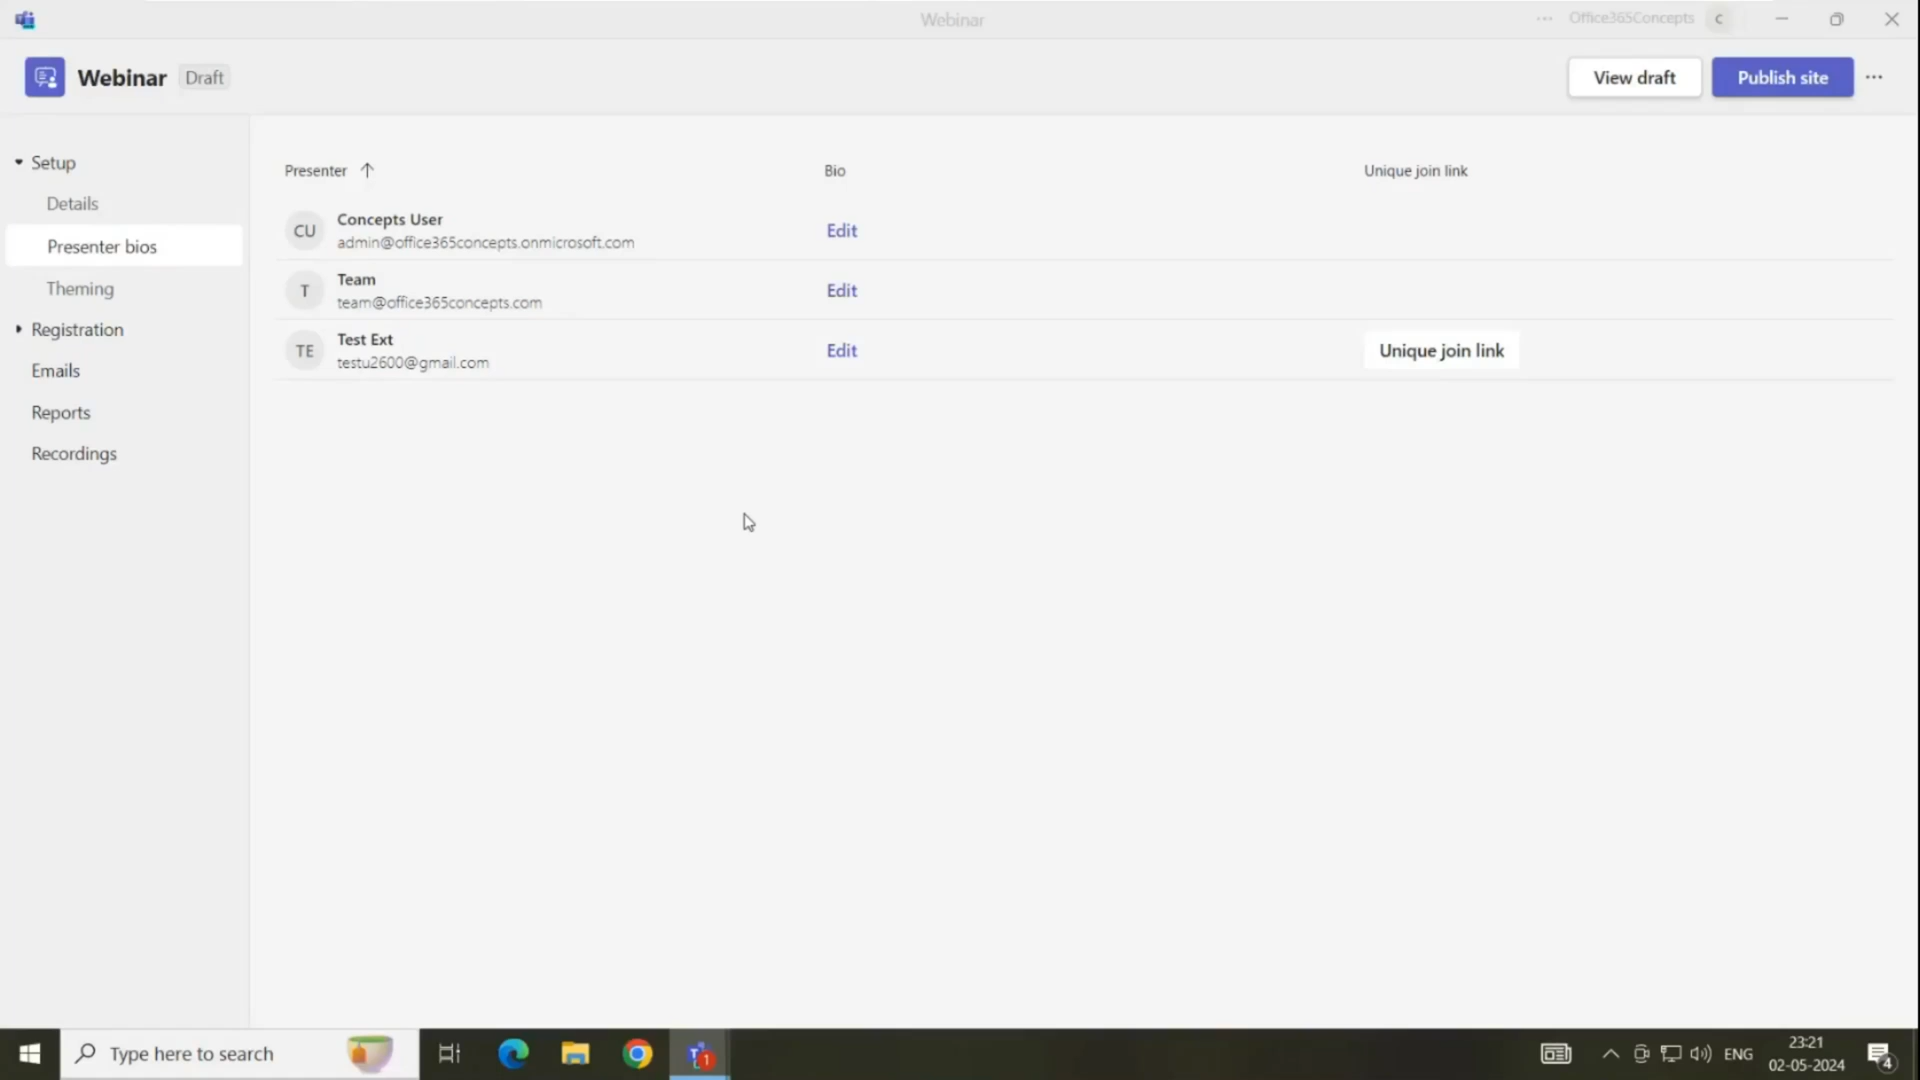 Webinar
... Office365Concepts C
Webinar Draft
View draft
Publish site
...
Setup
Details
Presenter bios
Theming
Registration
Emails
Reports
Recordings
Presenter
Bio
Unique join link
CU
Concepts User
admin@office365concepts.onmicrosoft.com
Edit
T
Team
team@office365concepts.com
Edit
TE
Test Ext
testu2600@gmail.com
Edit
Unique join link
Type here to search
1
ENG
23:21
02-05-2024
4